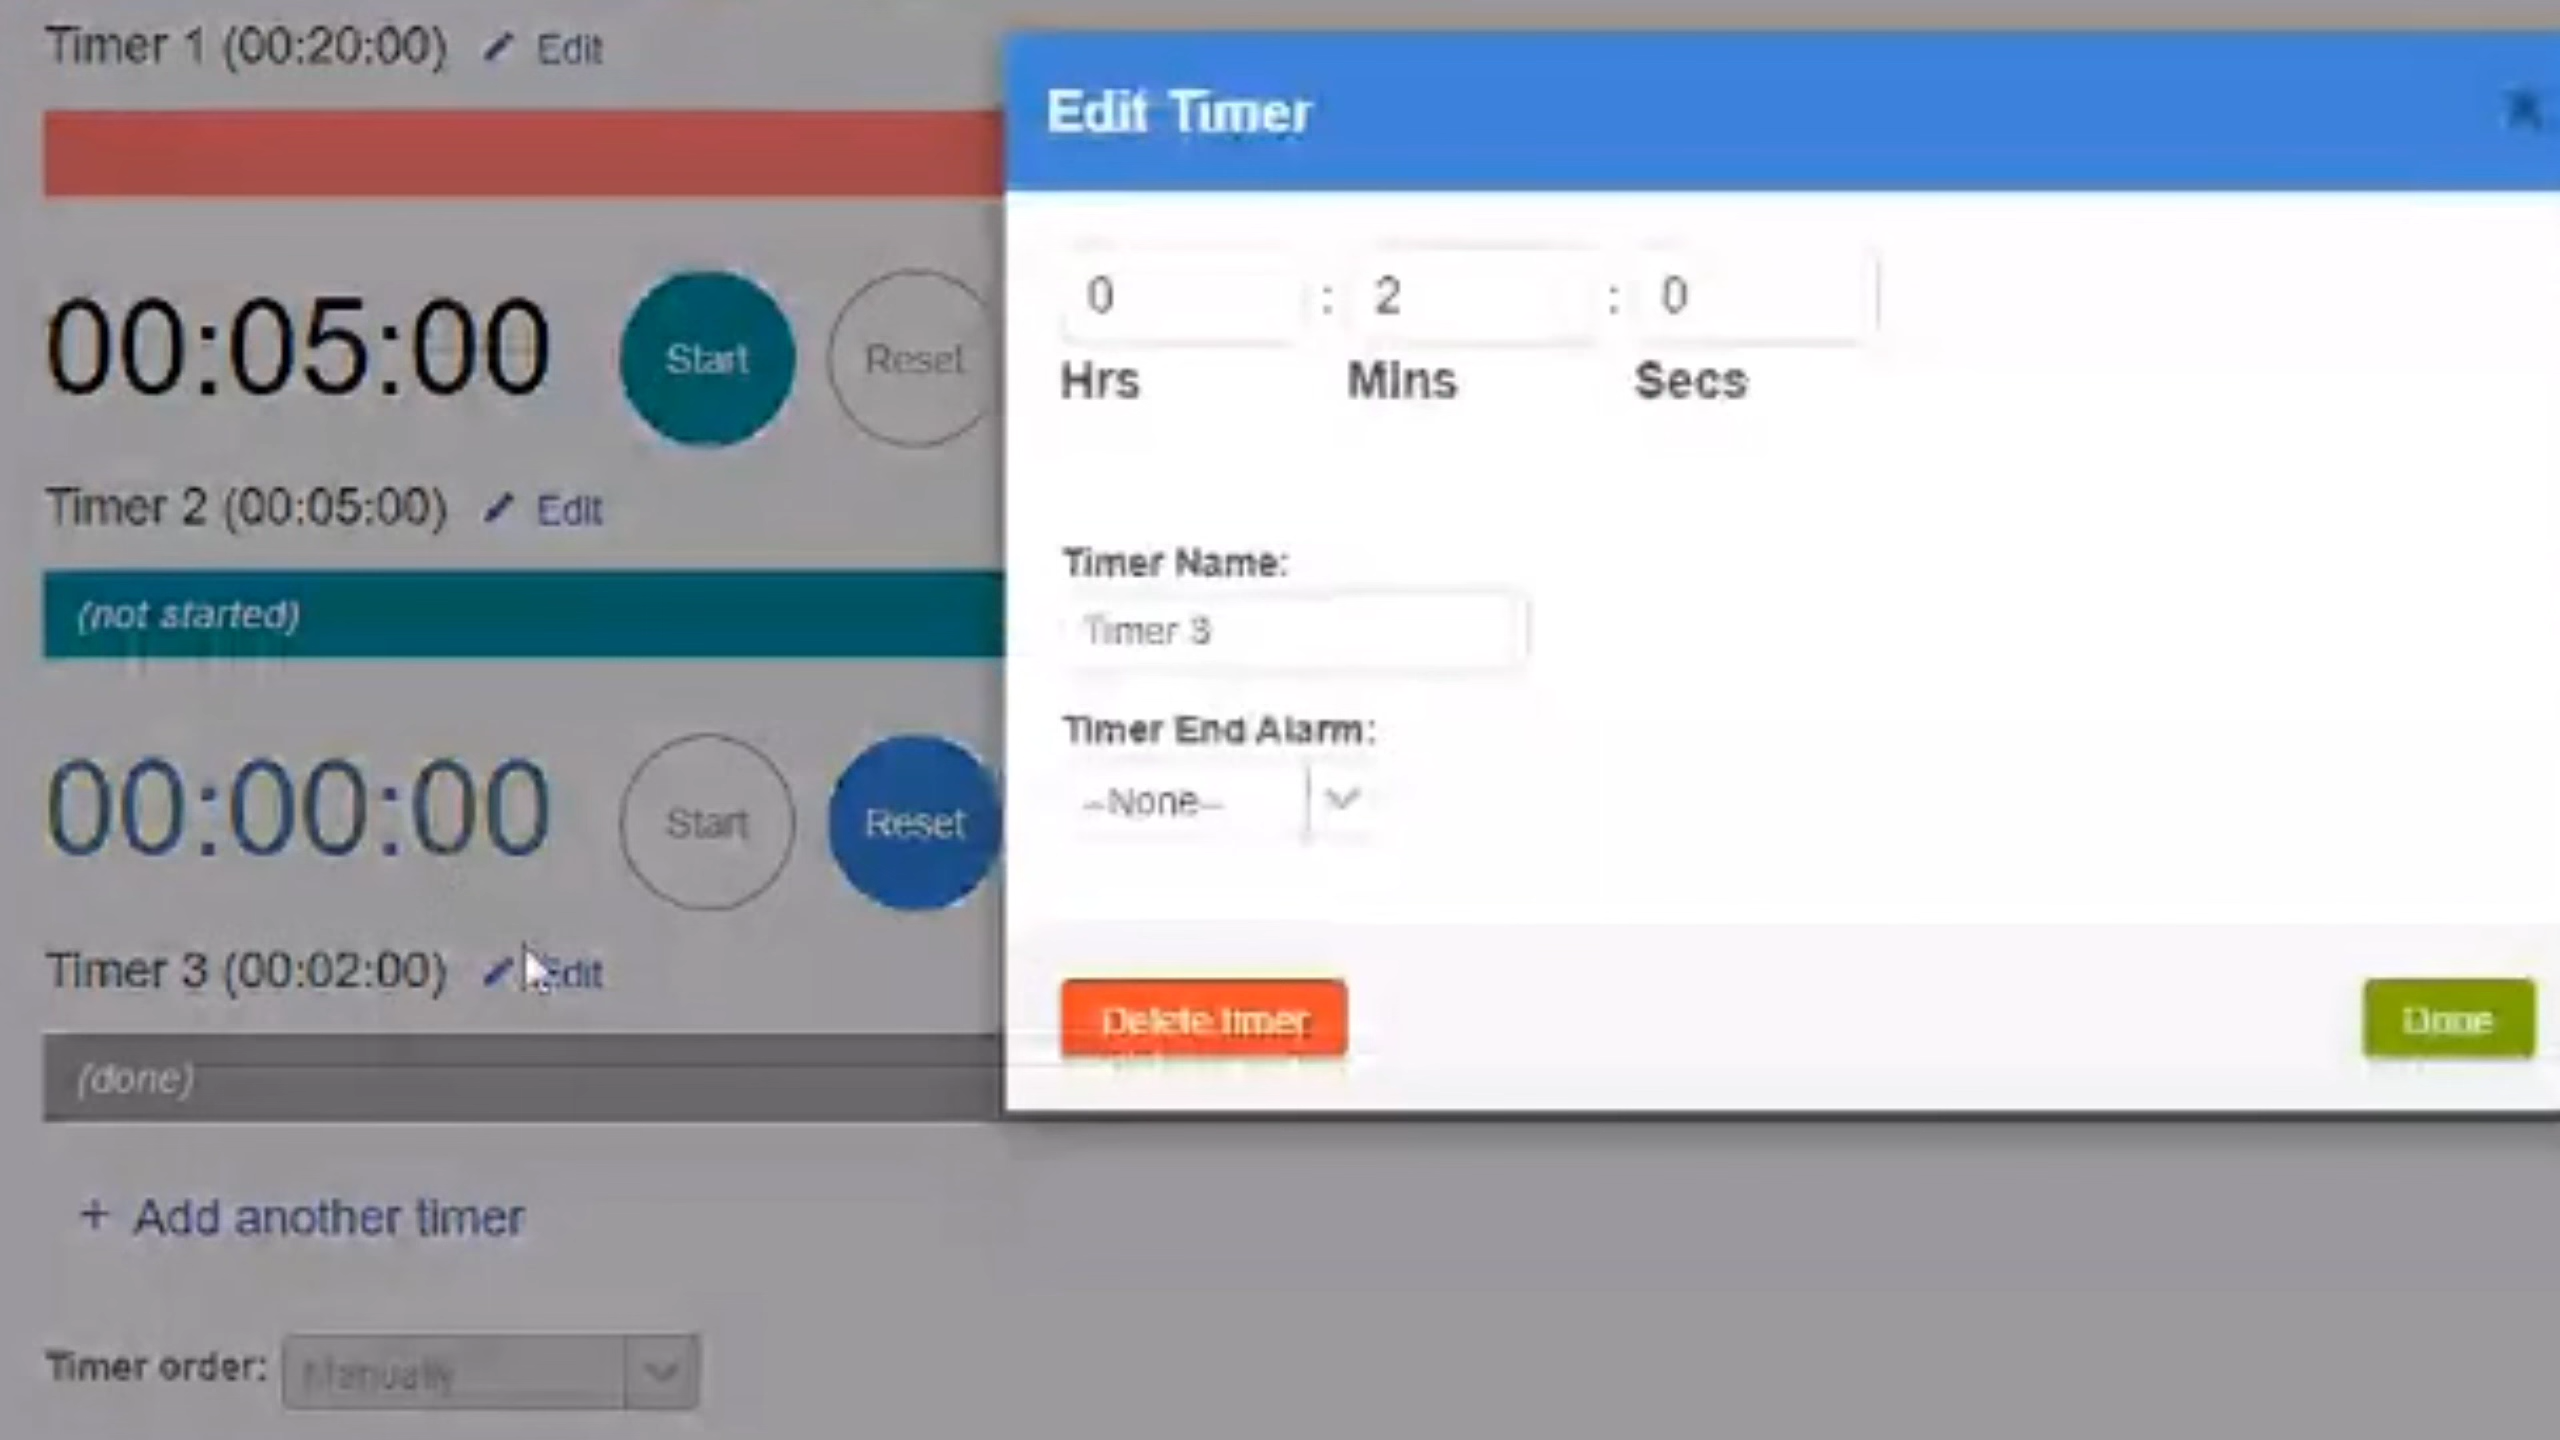 Timer 1 (00:20:00) Edit
00:05:00 Start Reset
Timer 2 (00:05:00) Edit
(not started)
00:00:00 Start Reset
Timer 3 (00:02:00) Edit
(done)
+ Add another timer
Timer order: Manually
Edit Timer
0 : 2 : 0
Hrs Mins Secs
Timer Name:
Timer 3
Timer End Alarm:
--None--
Delete timer Done